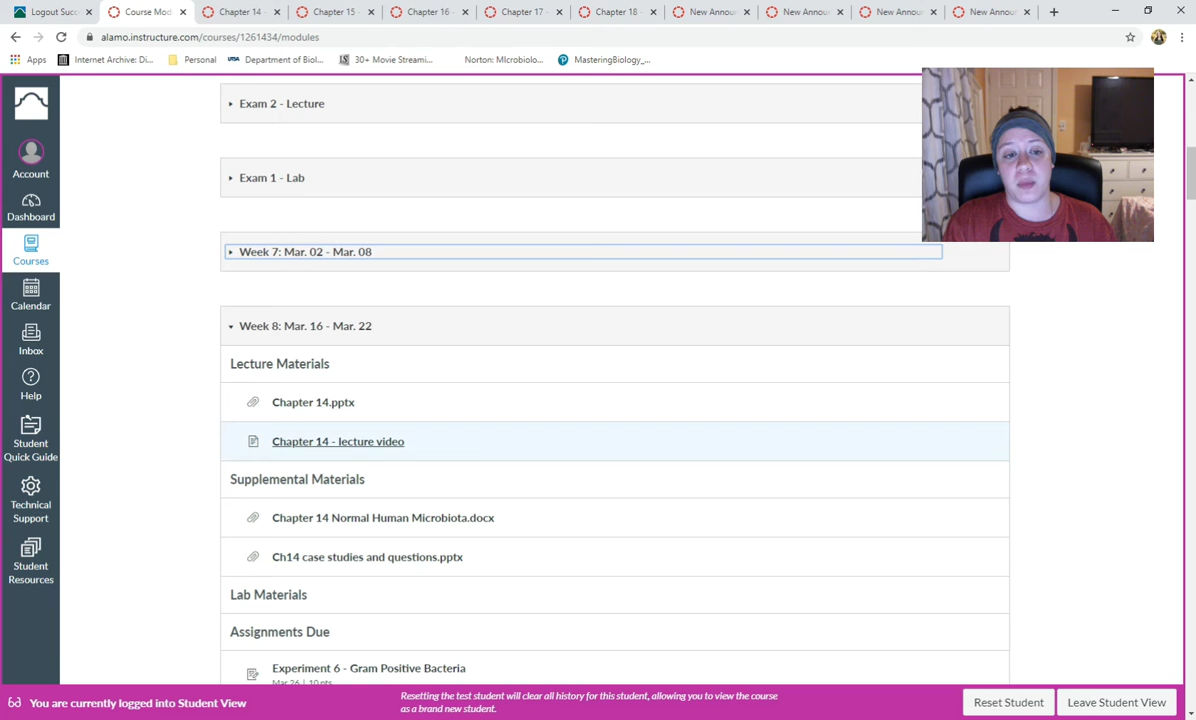 Logout Succ
Course Mod
Chapter 14 -
Chapter 15 -
Chapter 16 -
Chapter 17 -
Chapter 18 -
New Annou
New Annou
New Annou
New Annou
alamo.instructure.com/courses/1261434/modules
Apps
Internet Archive: Di...
Personal
UTSA
Department of Biol...
30+ Movie Streami...
Norton: MIcrobiolo...
MasteringBiology_...
Exam 2 - Lecture
Exam 1 - Lab
Week 7: Mar. 02 - Mar. 08
Week 8: Mar. 16 - Mar. 22
Lecture Materials
Chapter 14.pptx
Chapter 14 - lecture video
Supplemental Materials
Chapter 14 Normal Human Microbiota.docx
Ch14 case studies and questions.pptx
Lab Materials
Assignments Due
Experiment 6 - Gram Positive Bacteria
Mar 26 | 10 pts
Account
Dashboard
Courses
Calendar
Inbox
Help
Student
Quick Guide
Technical
Support
Student
Resources
You are currently logged into Student View
Resetting the test student will clear all history for this student, allowing you to view the course
as a brand new student.
Reset Student
Leave Student View